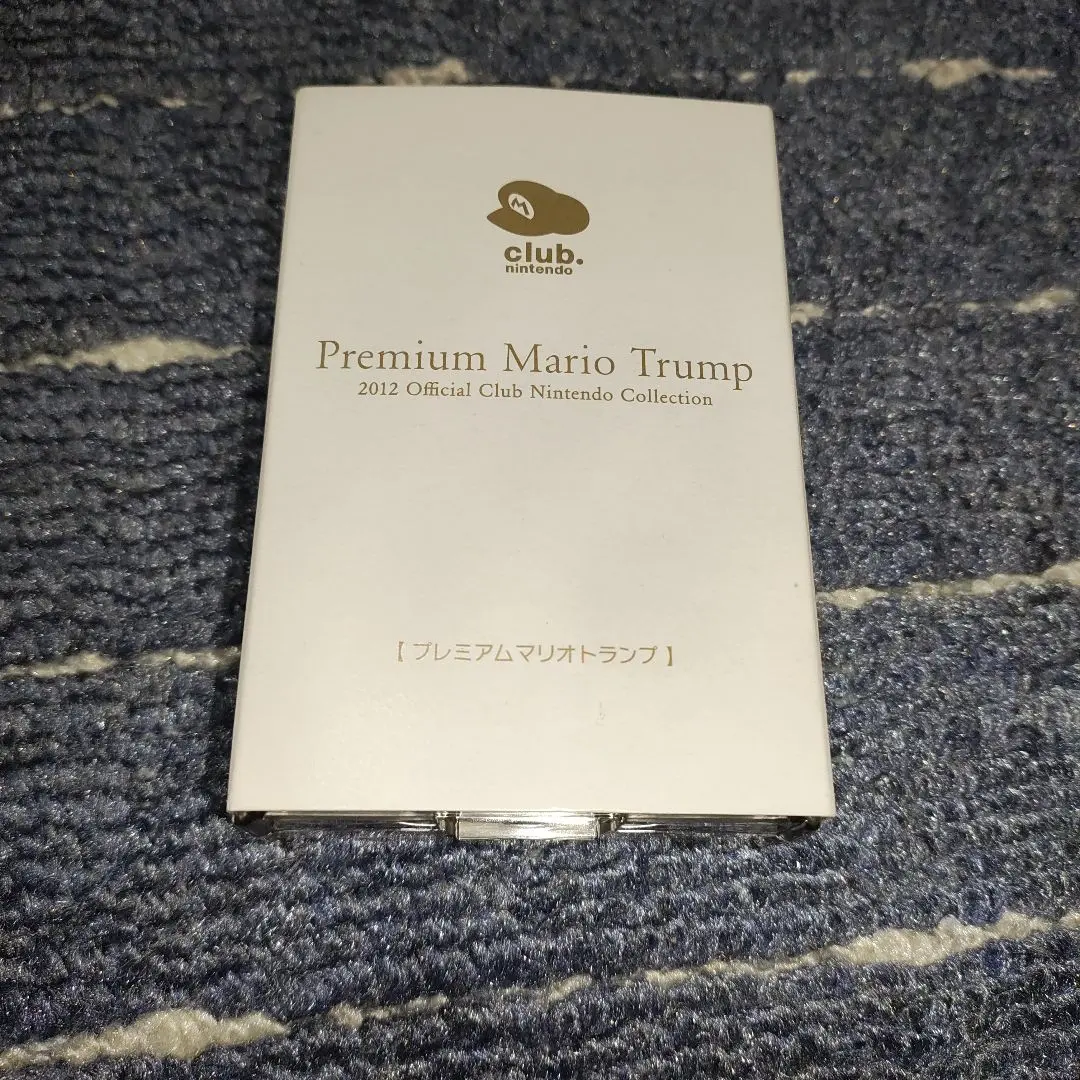 M
club.
nintendo
Premium Mario Trump
2012 Official Club Nintendo Collection
【プレミアムマリオトランプ】